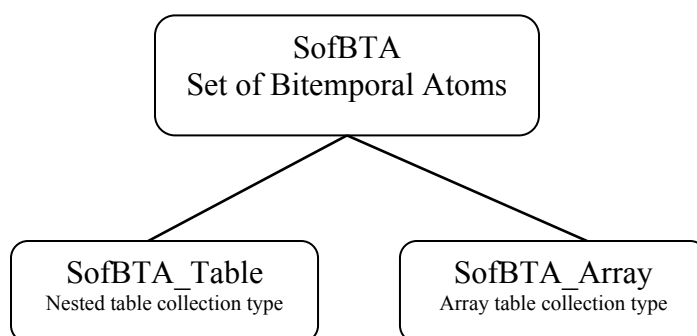 SofBTA
Set of Bitemporal Atoms
SofBTA_Table
Nested table collection type
SofBTA_Array
Array table collection type